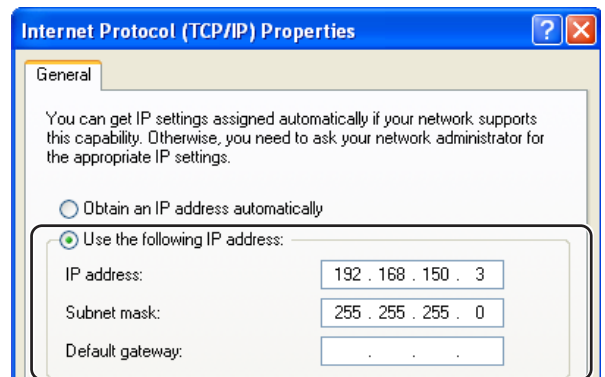 Internet Protocol (TCP/IP) Properties
General
You can get IP settings assigned automatically if your network supports
this capability. Otherwise, you need to ask your network administrator for
the appropriate IP settings.
Obtain an IP address automatically
Use the following IP address:
IP address: 192 . 168 . 150 . 3
Subnet mask: 255 . 255 . 255 . 0
Default gateway: . . .